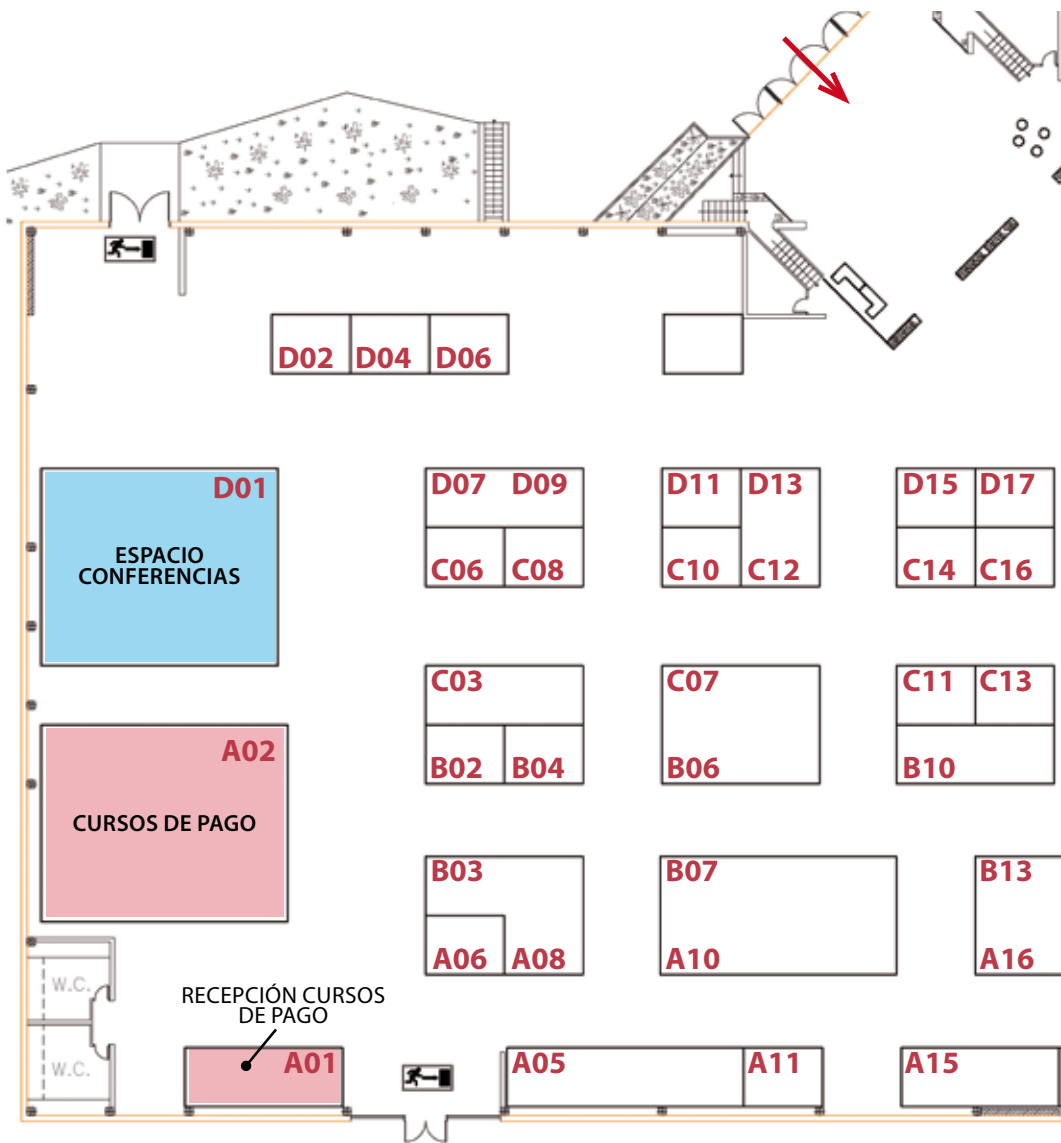 D02 D04 D06
D01
ESPACIO
CONFERENCIAS
D07 D09 D11 D13 D15 D17
C06 C08 C10 C12 C14 C16
C03 C07 C11 C13
B02 B04 B06 B10
A02
CURSOS DE PAGO
B03 B07 B13
A06 A08 A10 A16
W.C.
W.C.
RECEPCIÓN CURSOS
DE PAGO
A01 A05 A11 A15